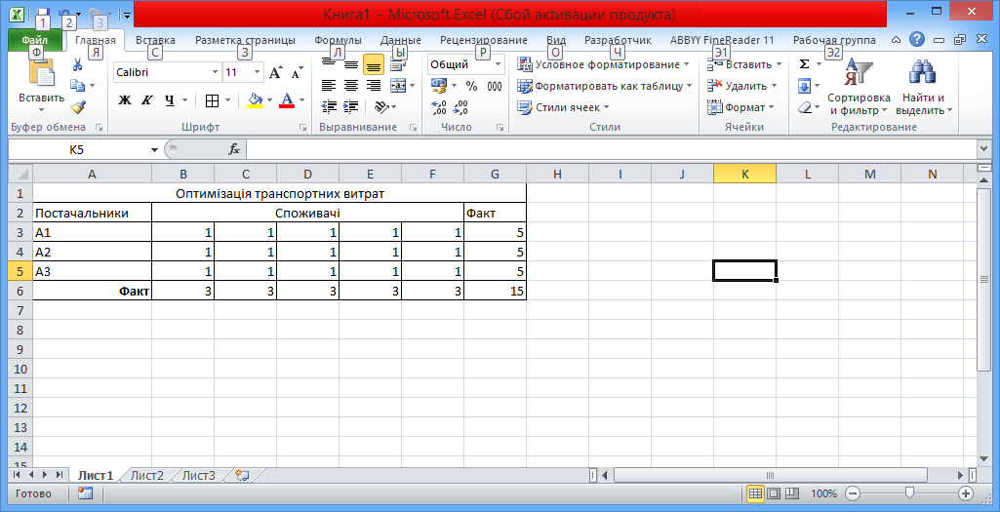 1 2 3
Книга1 - Microsoft Excel (Сбой активации продукта)
Файл Главная Вставка Разметка страницы Формулы Данные Рецензирование Вид Разработчик ABBYY FineReader 11 Рабочая группа
Ф Я С З Л Ы Р О Ч Э1 Э2
Вставить
Буфер обмена
Calibri 11
Ж К Ч А
Шрифт
Выравнивание
Общий
% 000
Число
Условное форматирование
Форматировать как таблицу
Стили ячеек
Стили
Вставить
Удалить
Формат
Ячейки
Σ
Сортировка и фильтр
Найти и выделить
Редактирование
K5 fx
A B C D E F G H I J K L M N
1 Оптимізація транспортних витрат
2 Постачальники Споживачі Факт
3 A1 1 1 1 1 1 5
4 A2 1 1 1 1 1 5
5 A3 1 1 1 1 1 5
6 Факт 3 3 3 3 3 15
7
8
9
10
11
12
13
14
15
Лист1 Лист2 Лист3
Готово 100%